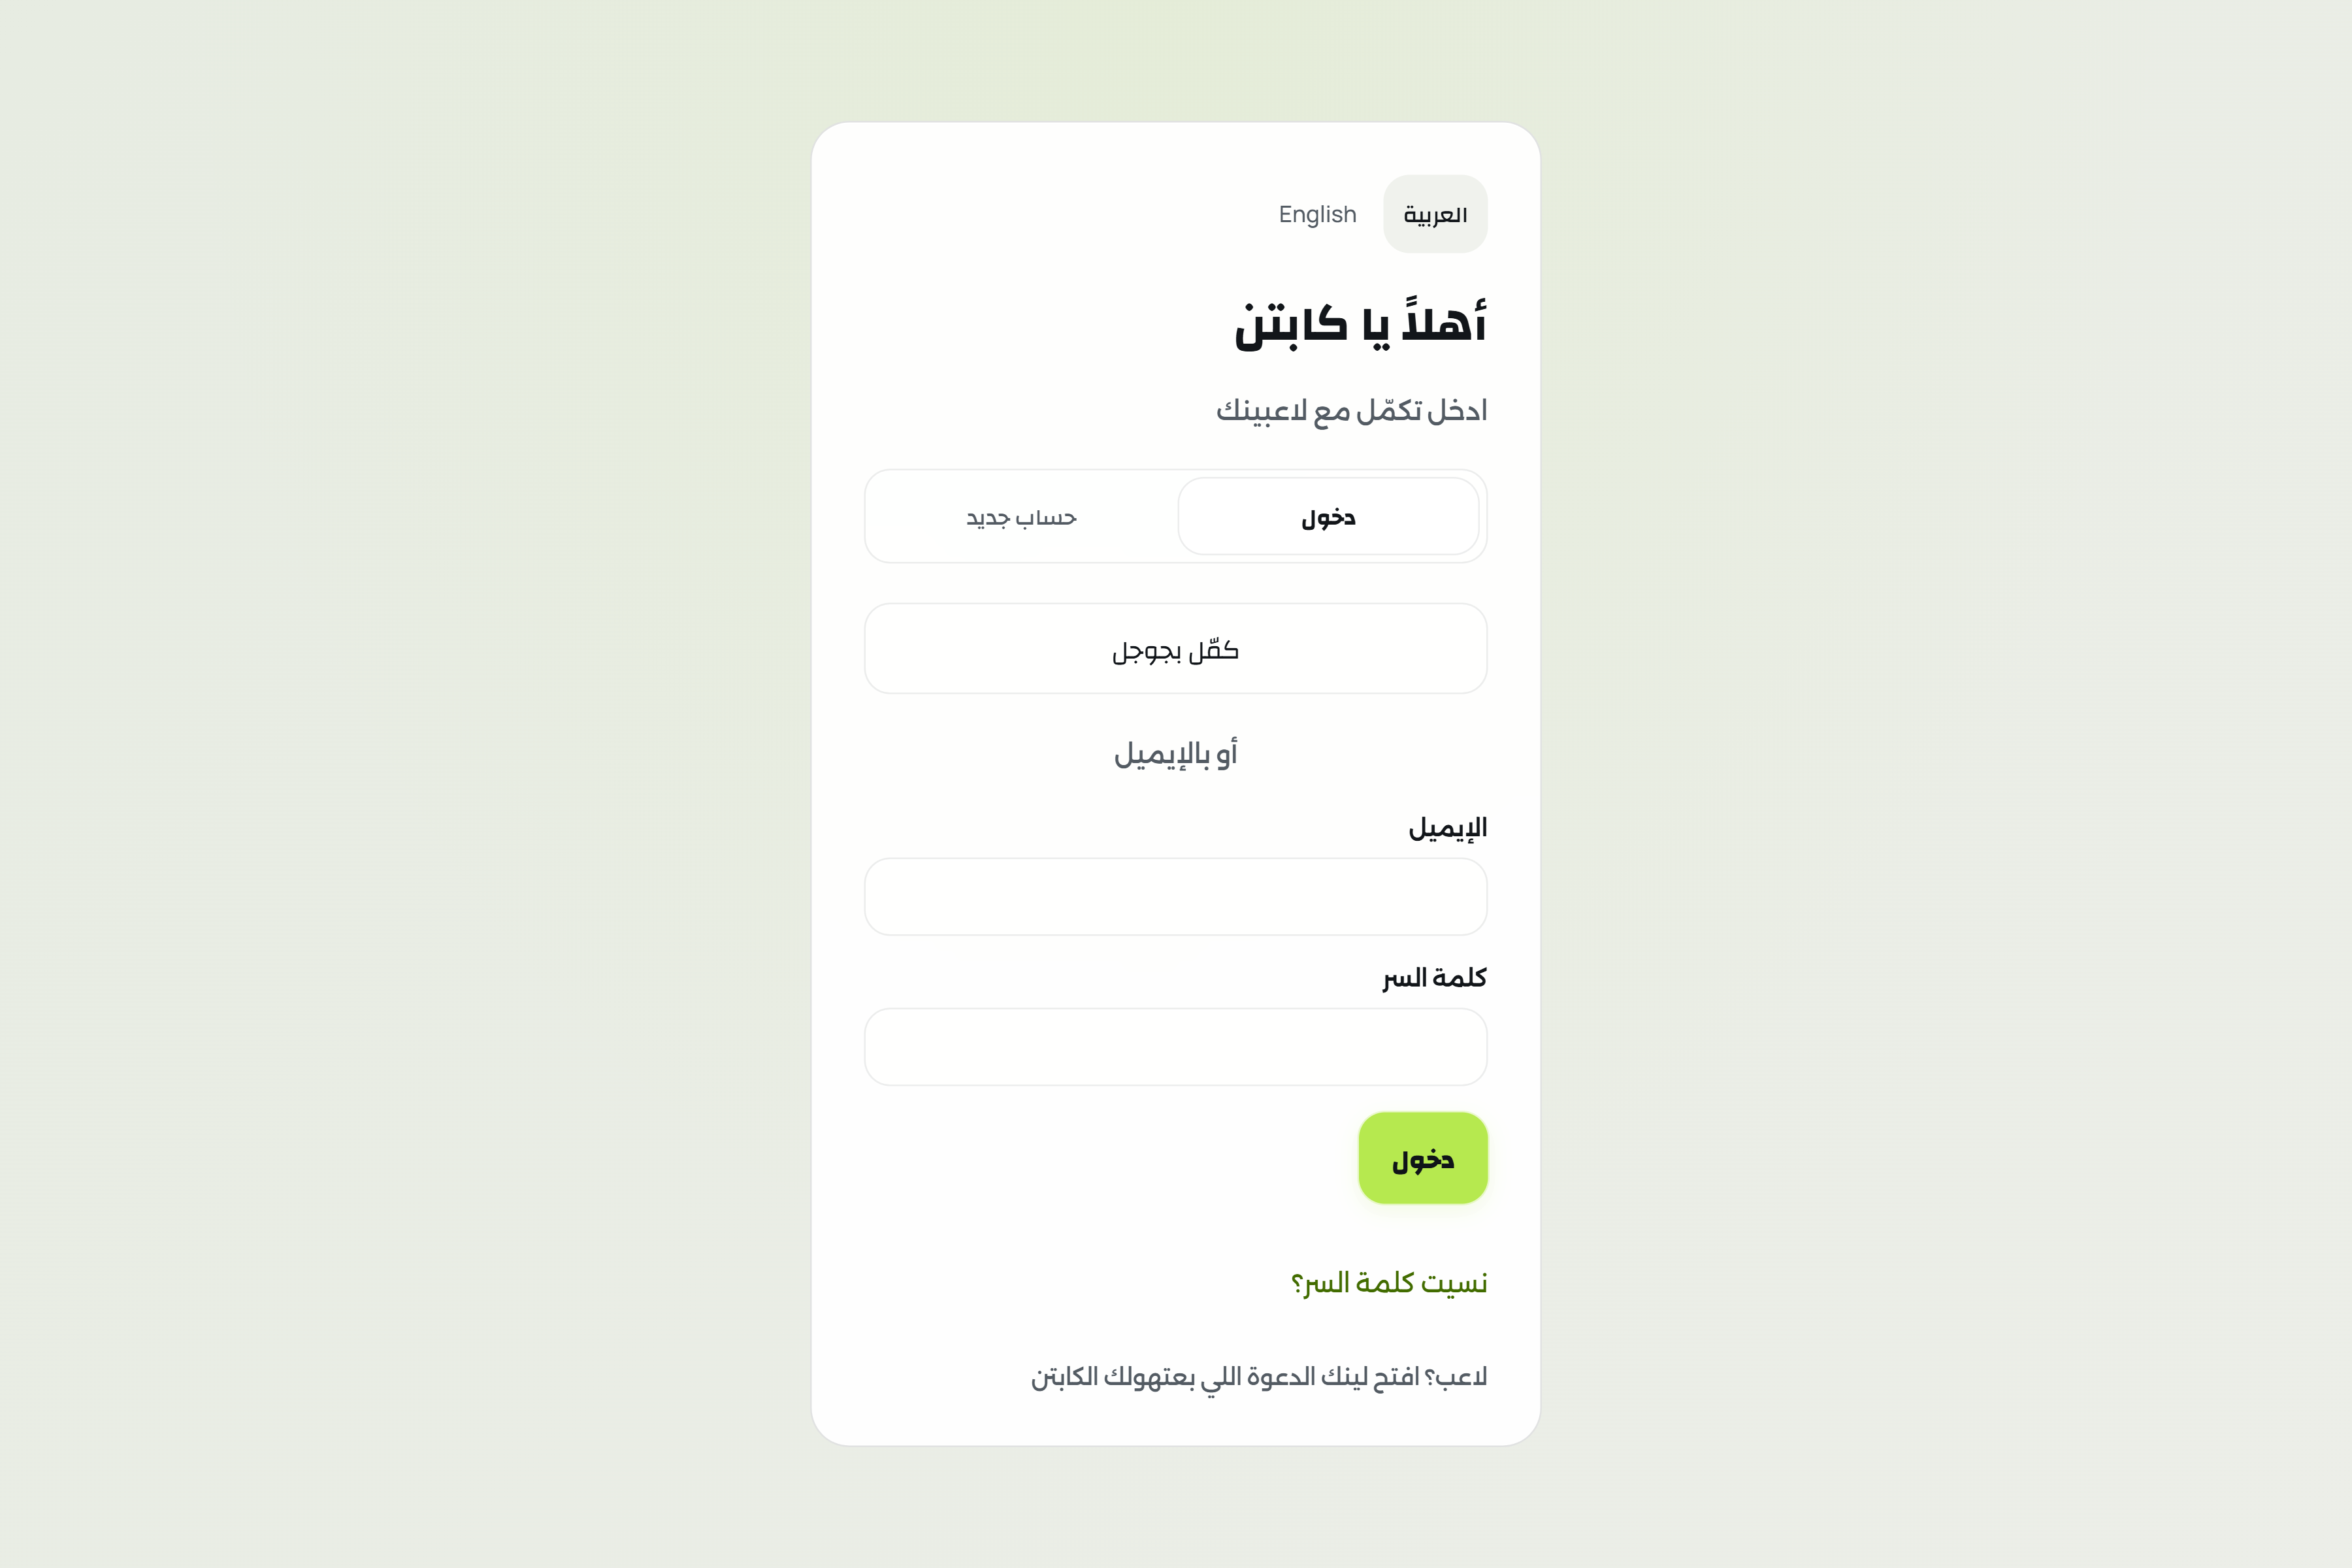 العربية English
أهلاً يا كابتن
ادخل تكمّل مع لاعبينك
دخول حساب جديد
كمّل بجوجل
أو بالإيميل
الإيميل
كلمة السر
دخول
نسيت كلمة السر؟
لاعب؟ افتح لينك الدعوة اللي بعتهولك الكابتن